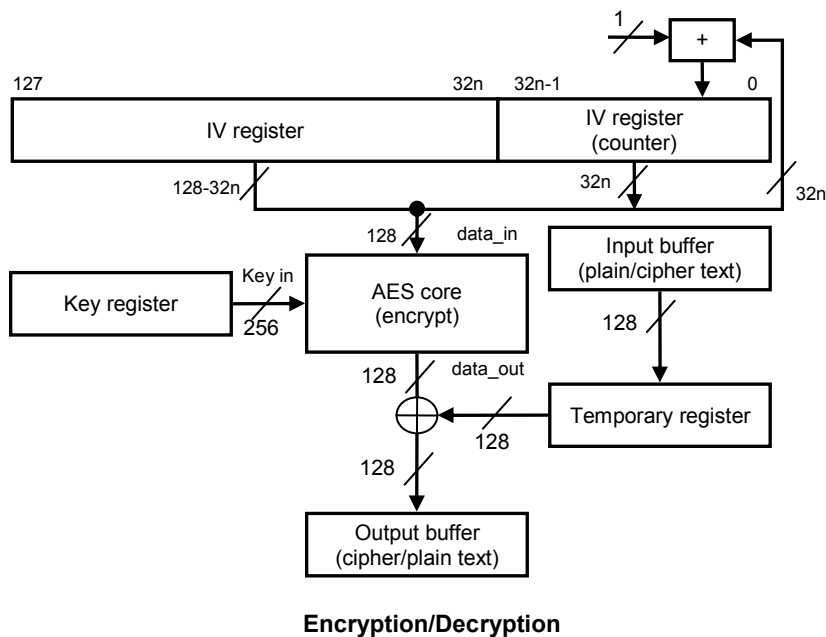 1
+
127
32n
32n-1
0
IV register
IV register
(counter)
128-32n
32n
32n
128
data_in
Input buffer
(plain/cipher text)
Key register
Key in
256
AES core
(encrypt)
128
128
data_out
Temporary register
128
128
Output buffer
(cipher/plain text)
Encryption/Decryption